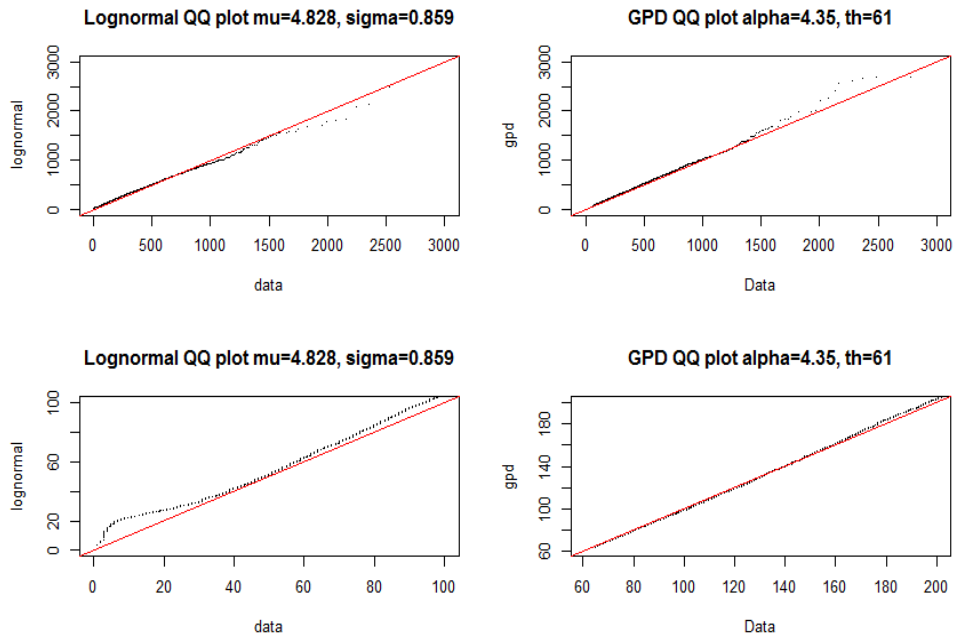 Lognormal QQ plot mu=4.828, sigma=0.859
lognormal
0 1000 2000 3000
0 500 1000 1500 2000 2500 3000
data
GPD QQ plot alpha=4.35, th=61
gpd
0 1000 2000 3000
0 500 1000 1500 2000 2500 3000
Data
Lognormal QQ plot mu=4.828, sigma=0.859
lognormal
0 20 60 100
0 20 40 60 80 100
data
GPD QQ plot alpha=4.35, th=61
gpd
60 100 140 180
60 80 100 120 140 160 180 200
Data